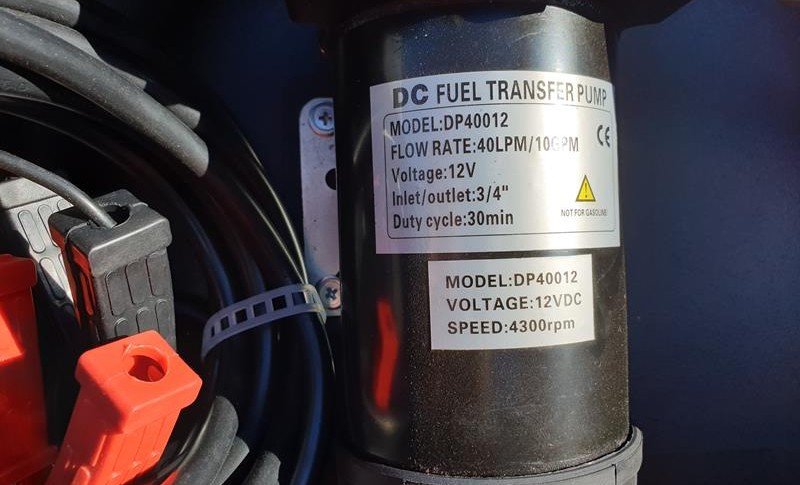 DC FUEL TRANSFER PUMP
MODEL:DP40012
FLOW RATE:40LPM/10GPM
CE
Voltage:12V
Inlet/outlet:3/4"
Duty cycle:30min
NOT FOR GASOLINE!
MODEL:DP40012
VOLTAGE:12VDC
SPEED:4300rpm